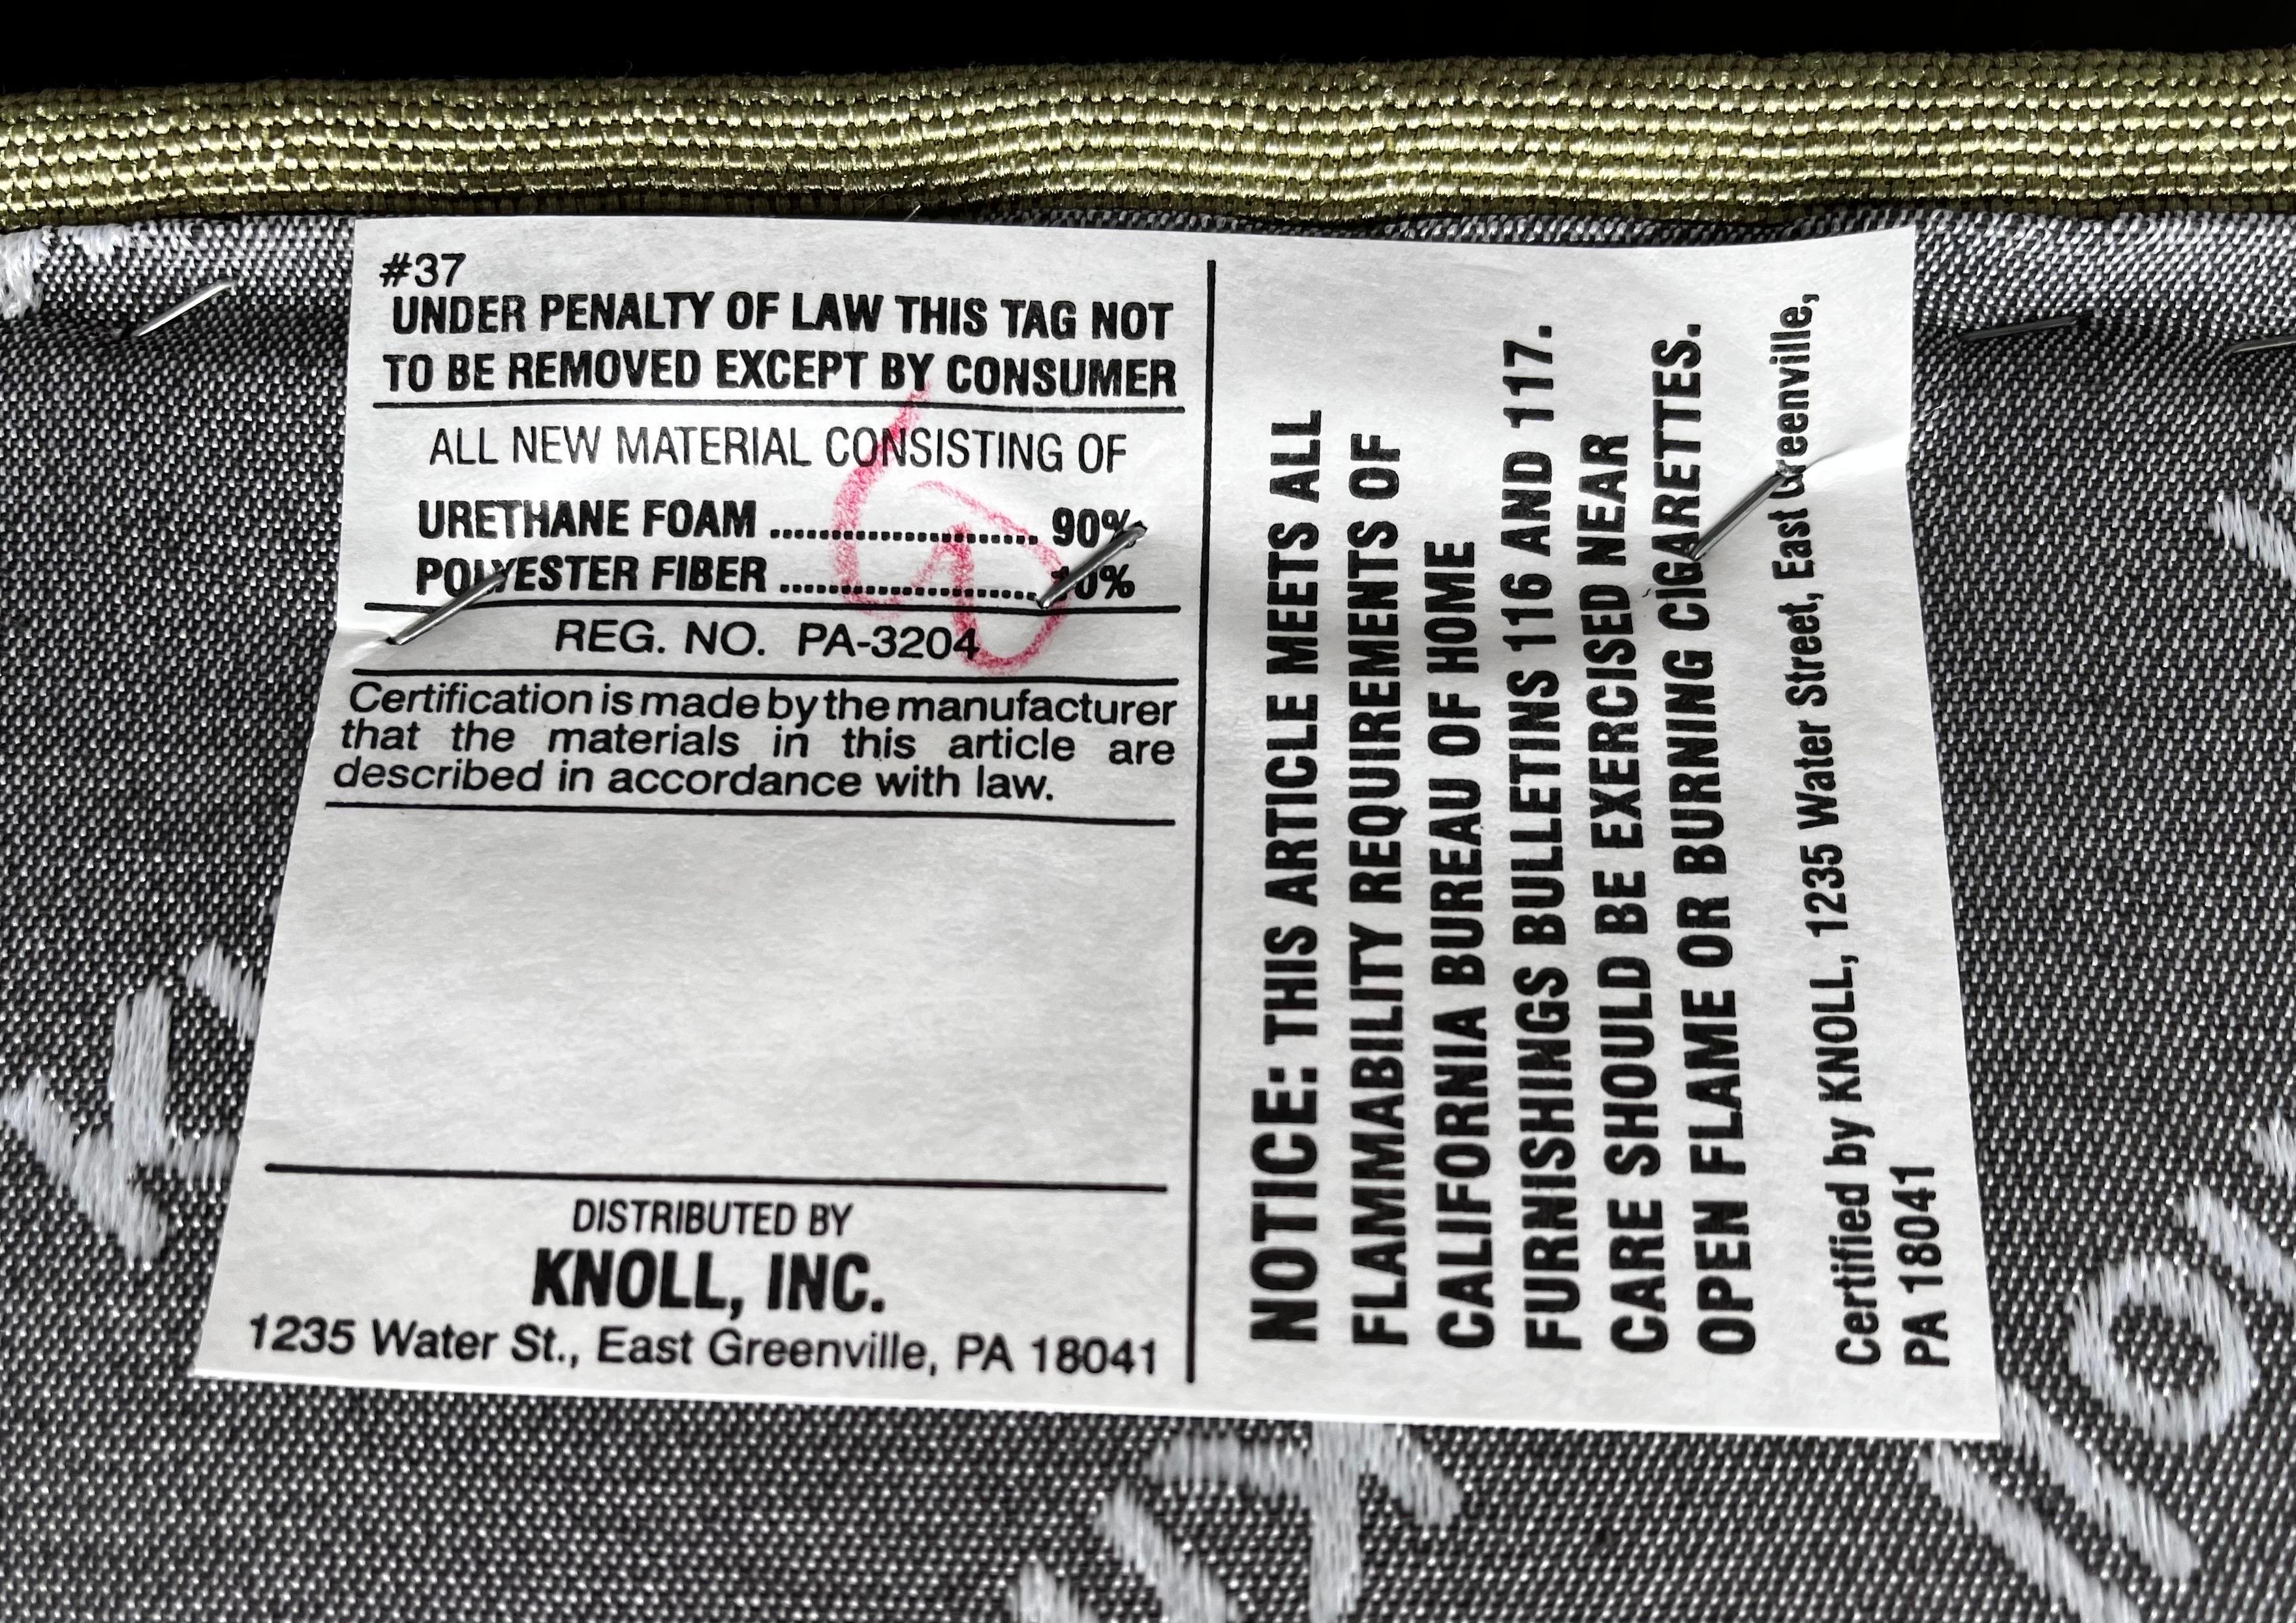 #37
UNDER PENALTY OF LAW THIS TAG NOT
TO BE REMOVED EXCEPT BY CONSUMER
ALL NEW MATERIAL CONSISTING OF
URETHANE FOAM ........................ 90%
POLYESTER FIBER ....................... 10%
REG. NO. PA-3204
Certification is made by the manufacturer
that the materials in this article are
described in accordance with law.
DISTRIBUTED BY
KNOLL, INC.
1235 Water St., East Greenville, PA 18041
NOTICE: THIS ARTICLE MEETS ALL
FLAMMABILITY REQUIREMENTS OF
CALIFORNIA BUREAU OF HOME
FURNISHINGS BULLETINS 116 AND 117.
CARE SHOULD BE EXERCISED NEAR
OPEN FLAME OR BURNING CIGARETTES.
Certified by KNOLL, 1235 Water Street, East Greenville,
PA 18041